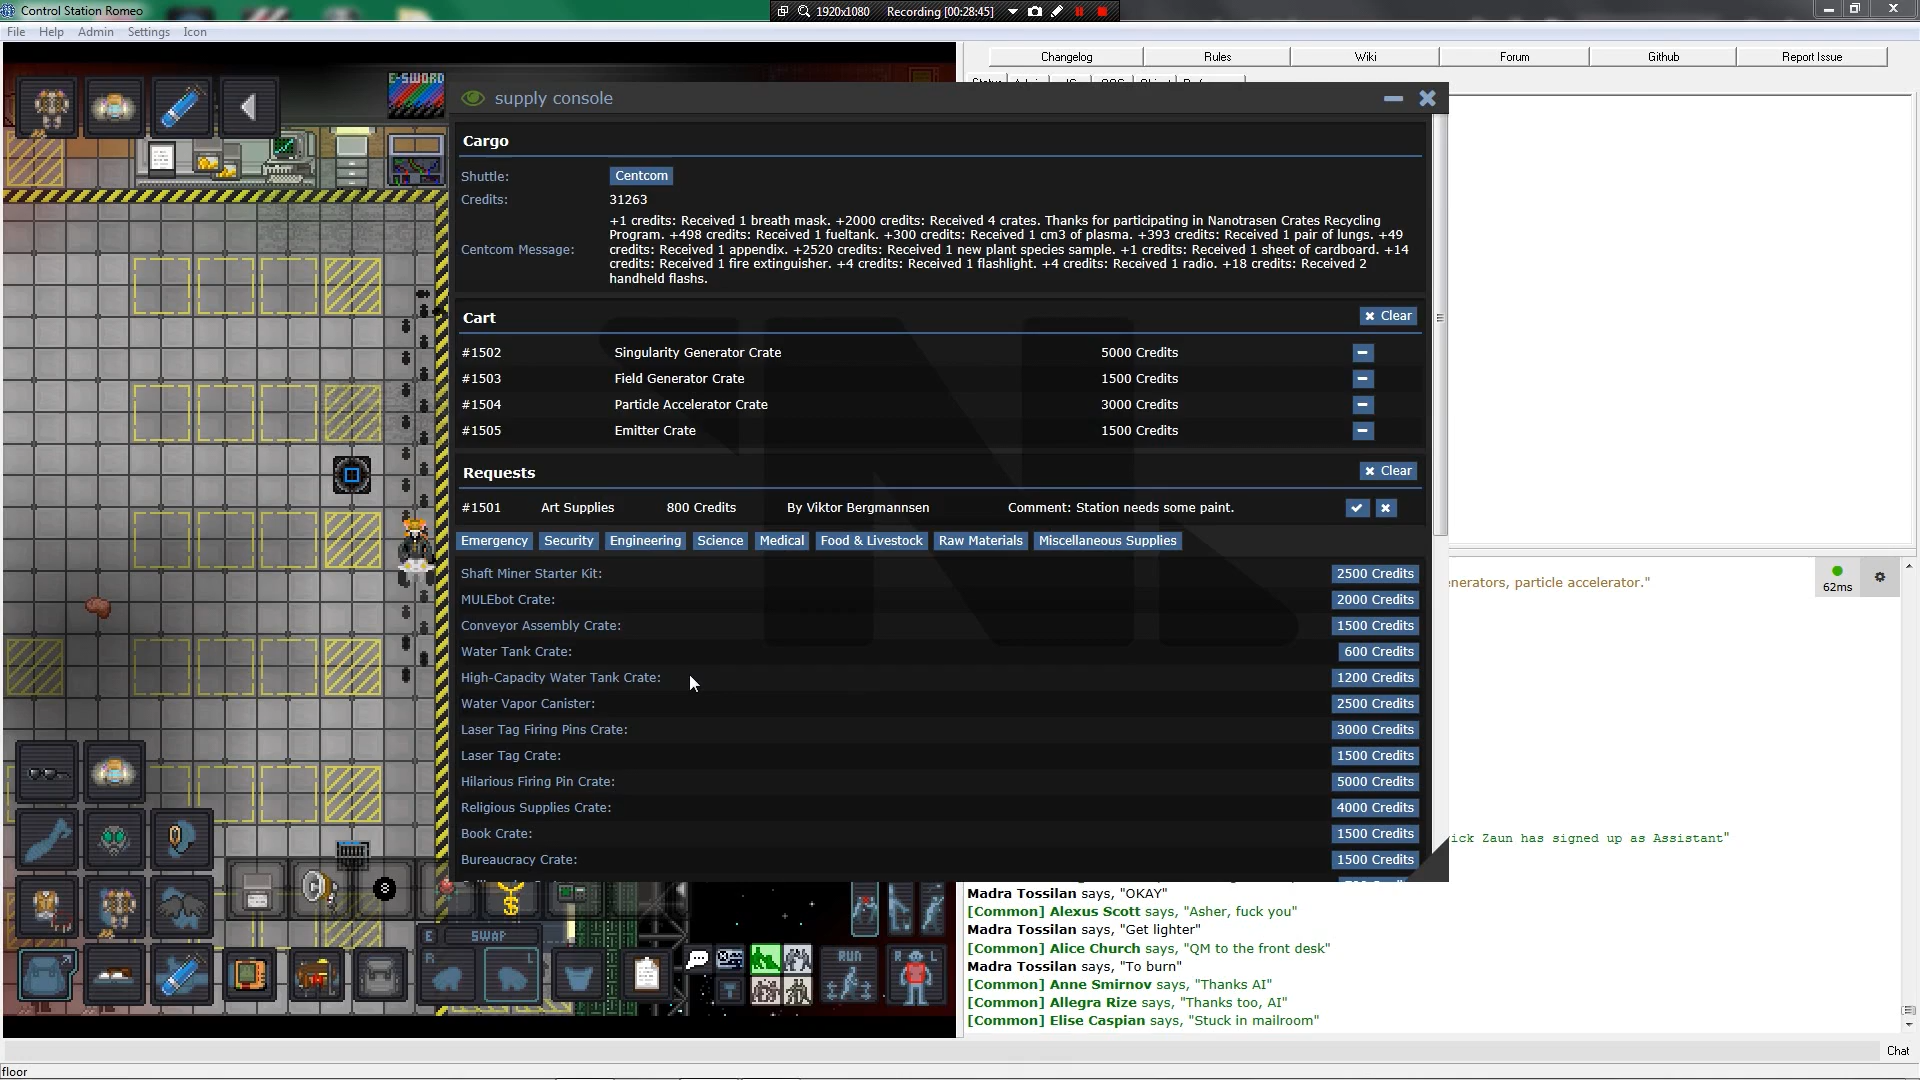 Control Station Romeo
1920x1080 Recording [00:28:45]
File Help Admin Settings Icon
Changelog Rules Wiki Forum Github Report Issue
E-SWORD
supply console
Cargo
Shuttle: Centcom
Credits: 31263
Centcom Message: +1 credits: Received 1 breath mask. +2000 credits: Received 4 crates. Thanks for participating in Nanotrasen Crates Recycling
Program. +498 credits: Received 1 fueltank. +300 credits: Received 1 cm3 of plasma. +393 credits: Received 1 pair of lungs. +49
credits: Received 1 appendix. +2520 credits: Received 1 new plant species sample. +1 credits: Received 1 sheet of cardboard. +14
credits: Received 1 fire extinguisher. +4 credits: Received 1 flashlight. +4 credits: Received 1 radio. +18 credits: Received 2
handheld flashs.
Cart Clear
#1502 Singularity Generator Crate 5000 Credits
#1503 Field Generator Crate 1500 Credits
#1504 Particle Accelerator Crate 3000 Credits
#1505 Emitter Crate 1500 Credits
Requests Clear
#1501 Art Supplies 800 Credits By Viktor Bergmannsen Comment: Station needs some paint.
Emergency Security Engineering Science Medical Food & Livestock Raw Materials Miscellaneous Supplies
Shaft Miner Starter Kit: 2500 Credits
MULEbot Crate: 2000 Credits
Conveyor Assembly Crate: 1500 Credits
Water Tank Crate: 600 Credits
High-Capacity Water Tank Crate: 1200 Credits
Water Vapor Canister: 2500 Credits
Laser Tag Firing Pins Crate: 3000 Credits
Laser Tag Crate: 1500 Credits
Hilarious Firing Pin Crate: 5000 Credits
Religious Supplies Crate: 4000 Credits
Book Crate: 1500 Credits
Bureaucracy Crate: 1500 Credits
enerators, particle accelerator."
62ms
ick Zaun has signed up as Assistant"
Madra Tossilan says, "OKAY"
[Common] Alexus Scott says, "Asher, fuck you"
Madra Tossilan says, "Get lighter"
[Common] Alice Church says, "QM to the front desk"
Madra Tossilan says, "To burn"
[Common] Anne Smirnov says, "Thanks AI"
[Common] Allegra Rize says, "Thanks too, AI"
[Common] Elise Caspian says, "Stuck in mailroom"
E SWAP
R L
RUN
R L
8
Chat
floor